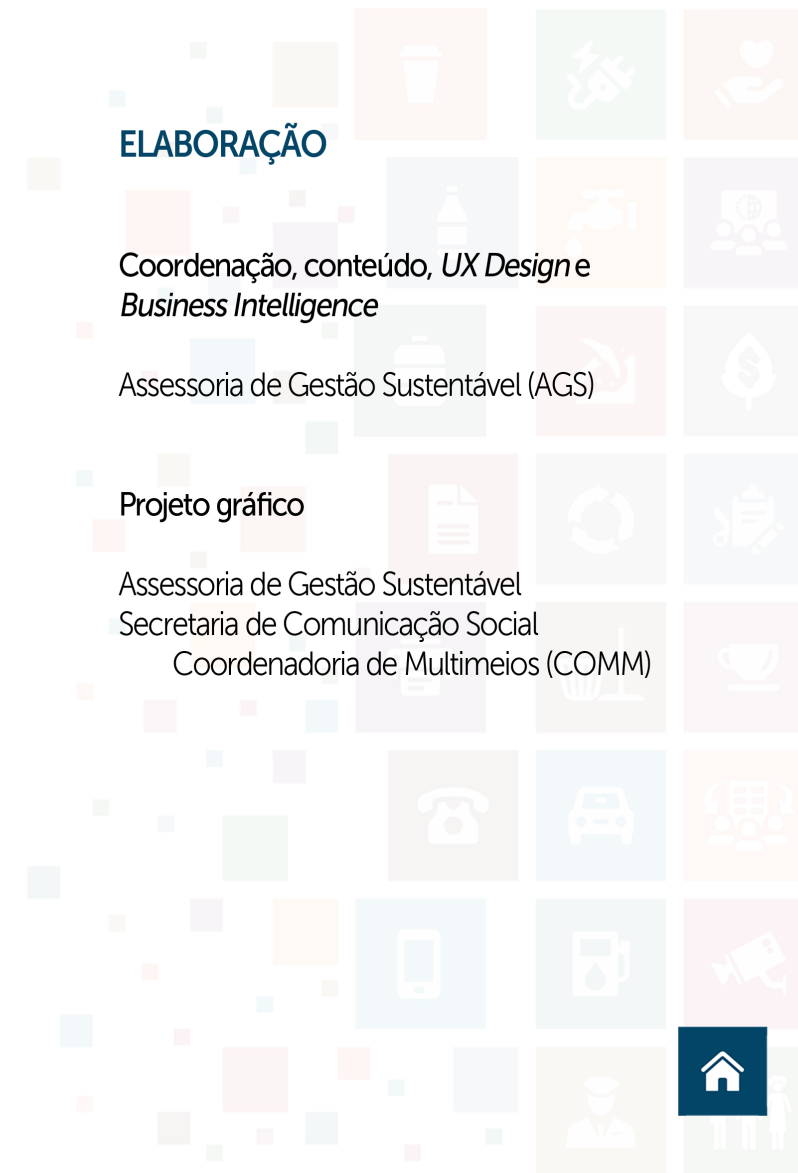 ELABORAÇÃO
Coordenação, conteúdo, UX Design e
Business Intelligence
Assessoria de Gestão Sustentável (AGS)
Projeto gráfico
Assessoria de Gestão Sustentável
Secretaria de Comunicação Social
Coordenadoria de Multimeios (COMM)